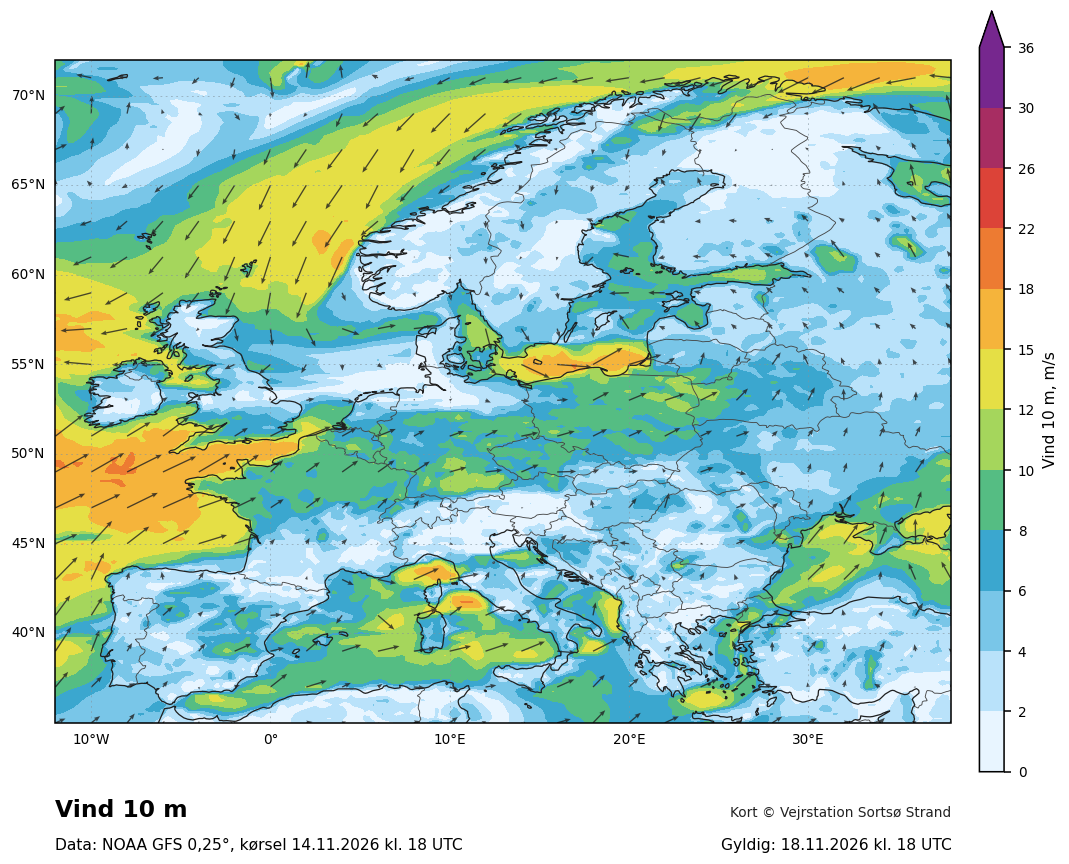 36
30
26
22
18
15
12
10
8
6
4
2
0
Vind 10 m, m/s
70°N
65°N
60°N
55°N
50°N
45°N
40°N
10°W
0°
10°E
20°E
30°E
Vind 10 m
Kort © Vejrstation Sortsø Strand
Data: NOAA GFS 0,25°, kørsel 14.11.2026 kl. 18 UTC
Gyldig: 18.11.2026 kl. 18 UTC